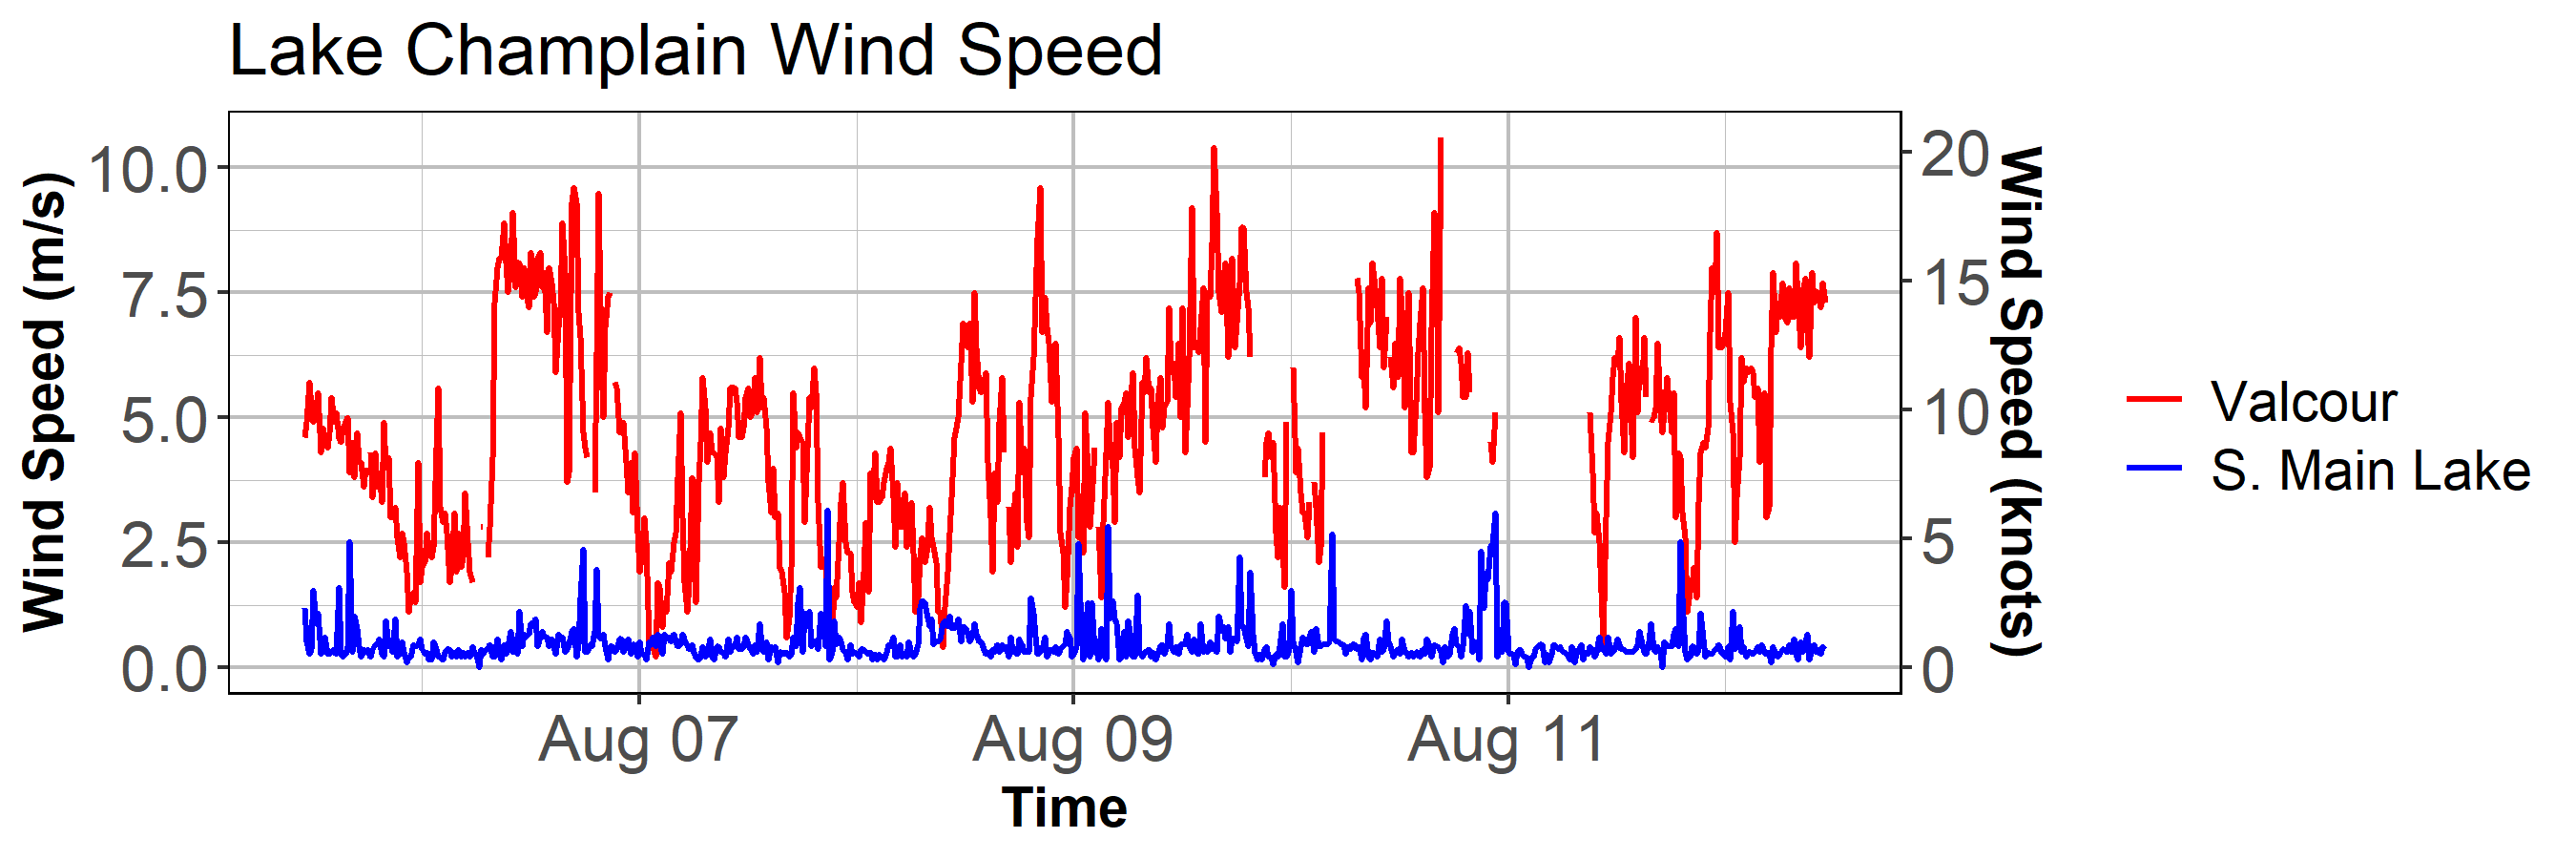 Lake Champlain Wind Speed
Wind Speed (m/s)
10.0
7.5
5.0
2.5
0.0
20
15
10
5
0
Wind Speed (knots)
Aug 07
Aug 09
Aug 11
Time
Valcour
S. Main Lake